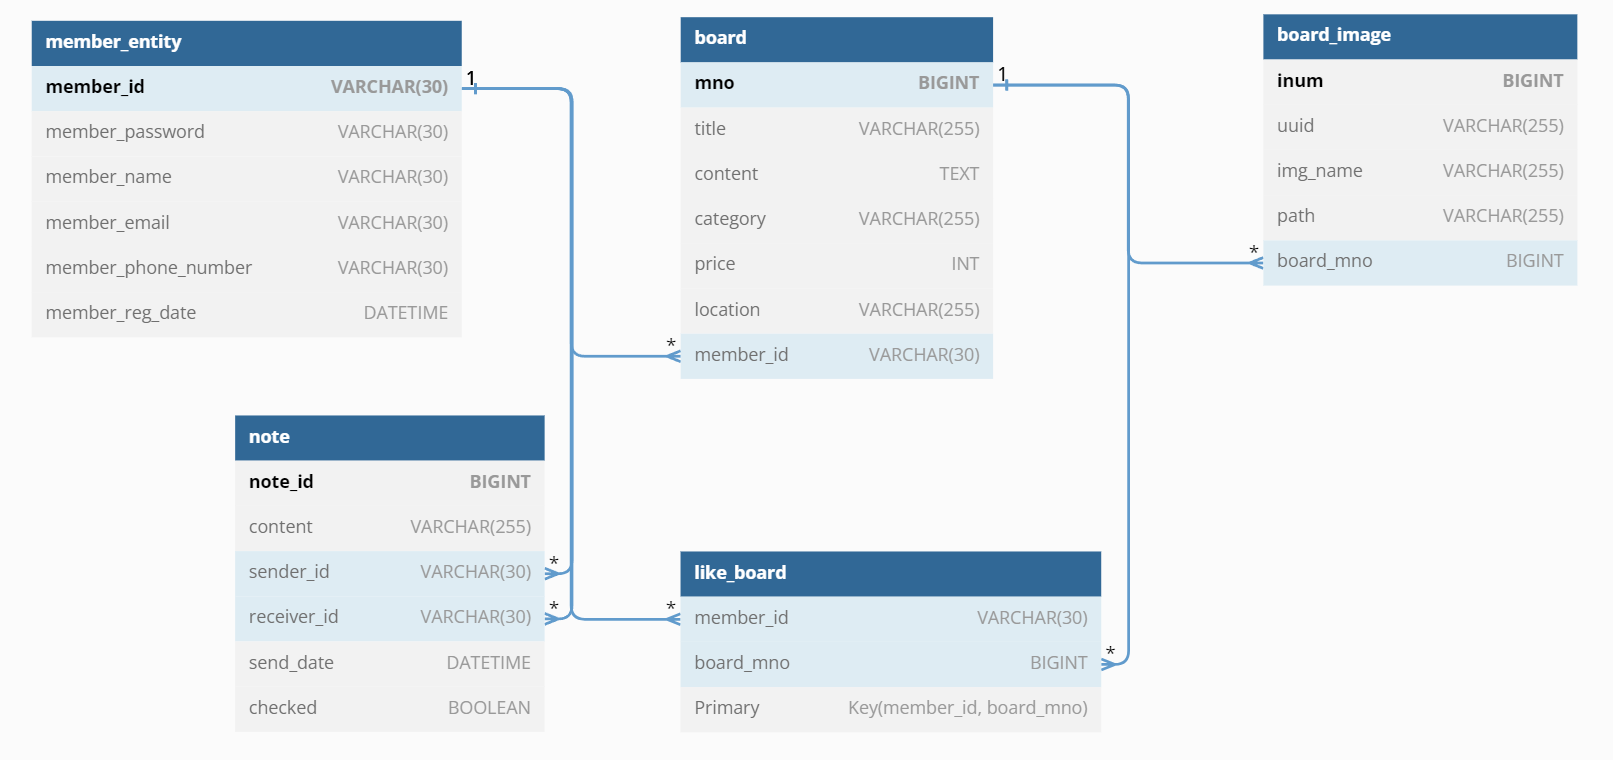 member_entity
member_id VARCHAR(30)
member_password VARCHAR(30)
member_name VARCHAR(30)
member_email VARCHAR(30)
member_phone_number VARCHAR(30)
member_reg_date DATETIME
1
board
mno BIGINT
title VARCHAR(255)
content TEXT
category VARCHAR(255)
price INT
location VARCHAR(255)
* member_id VARCHAR(30)
1
board_image
inum BIGINT
uuid VARCHAR(255)
img_name VARCHAR(255)
path VARCHAR(255)
* board_mno BIGINT
note
note_id BIGINT
content VARCHAR(255)
sender_id VARCHAR(30) *
receiver_id VARCHAR(30) *
send_date DATETIME
checked BOOLEAN
like_board
* member_id VARCHAR(30)
board_mno BIGINT *
Primary Key(member_id, board_mno)